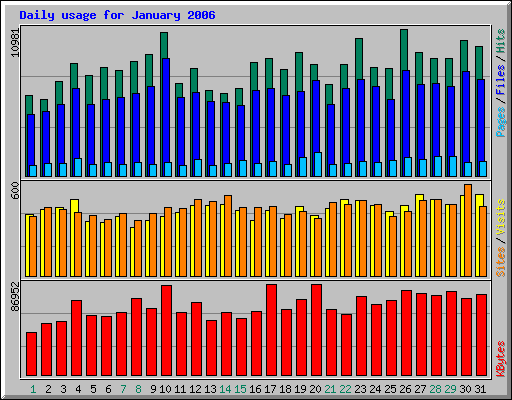 Daily usage for January 2006
10981
Pages / Files / Hits
600
Sites / Visits
86952
KBytes
1 2 3 4 5 6 7 8 9 10 11 12 13 14 15 16 17 18 19 20 21 22 23 24 25 26 27 28 29 30 31